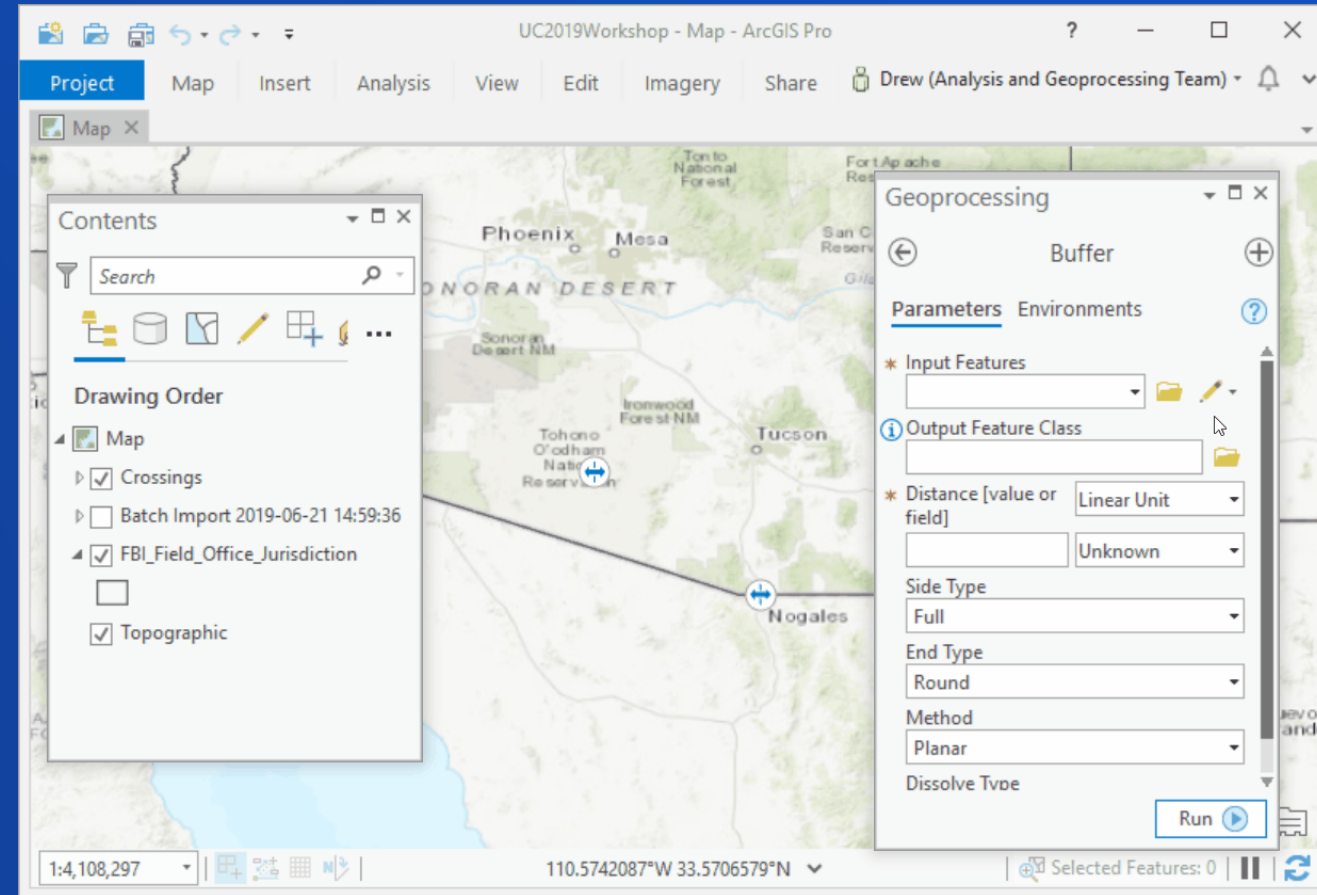 UC2019Workshop - Map - ArcGIS Pro
?
Project Map Insert Analysis View Edit Imagery Share Drew (Analysis and Geoprocessing Team)
Map
Contents
Search
Drawing Order
Map
Crossings
Batch Import 2019-06-21 14:59:36
FBI_Field_Office_Jurisdiction
Topographic
Tonto
National
Forest
Fort Apache
Phoenix
Mesa
San C
Reserv
DESERT
Sonoran
Desert NM
Ironwood
Forest NM
Tohono
O'odham
Tucson
Nogales
Geoprocessing
Buffer
Parameters Environments
?
* Input Features
Output Feature Class
* Distance [value or
field]
Linear Unit
Unknown
Side Type
Full
End Type
Round
Method
Planar
Dissolve Type
Run
1:4,108,297
110.5742087°W 33.5706579°N
Selected Features: 0